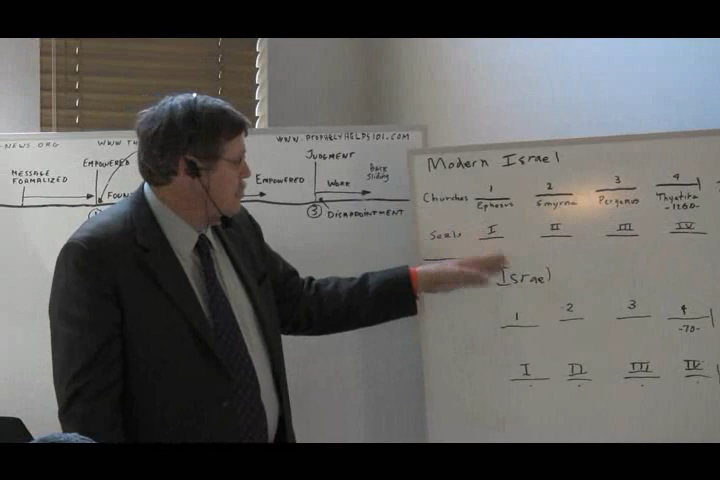 -NEWS.ORG WWW.TH
WWW.PROPHECYHELPS101.COM
MESSAGE
FORMALIZED
EMPOWERED
FOUN
EMPOWERED
JUDGMENT
WORK
BACK
SLIDING
③ DISAPPOINTMENT
Modern Israel
Churches 1 2 3 4
Ephesus Smyrna Pergamos Thyatira
-1260-
Seals I II III IV
Israel
1 2 3 4
-70-
I II III IV